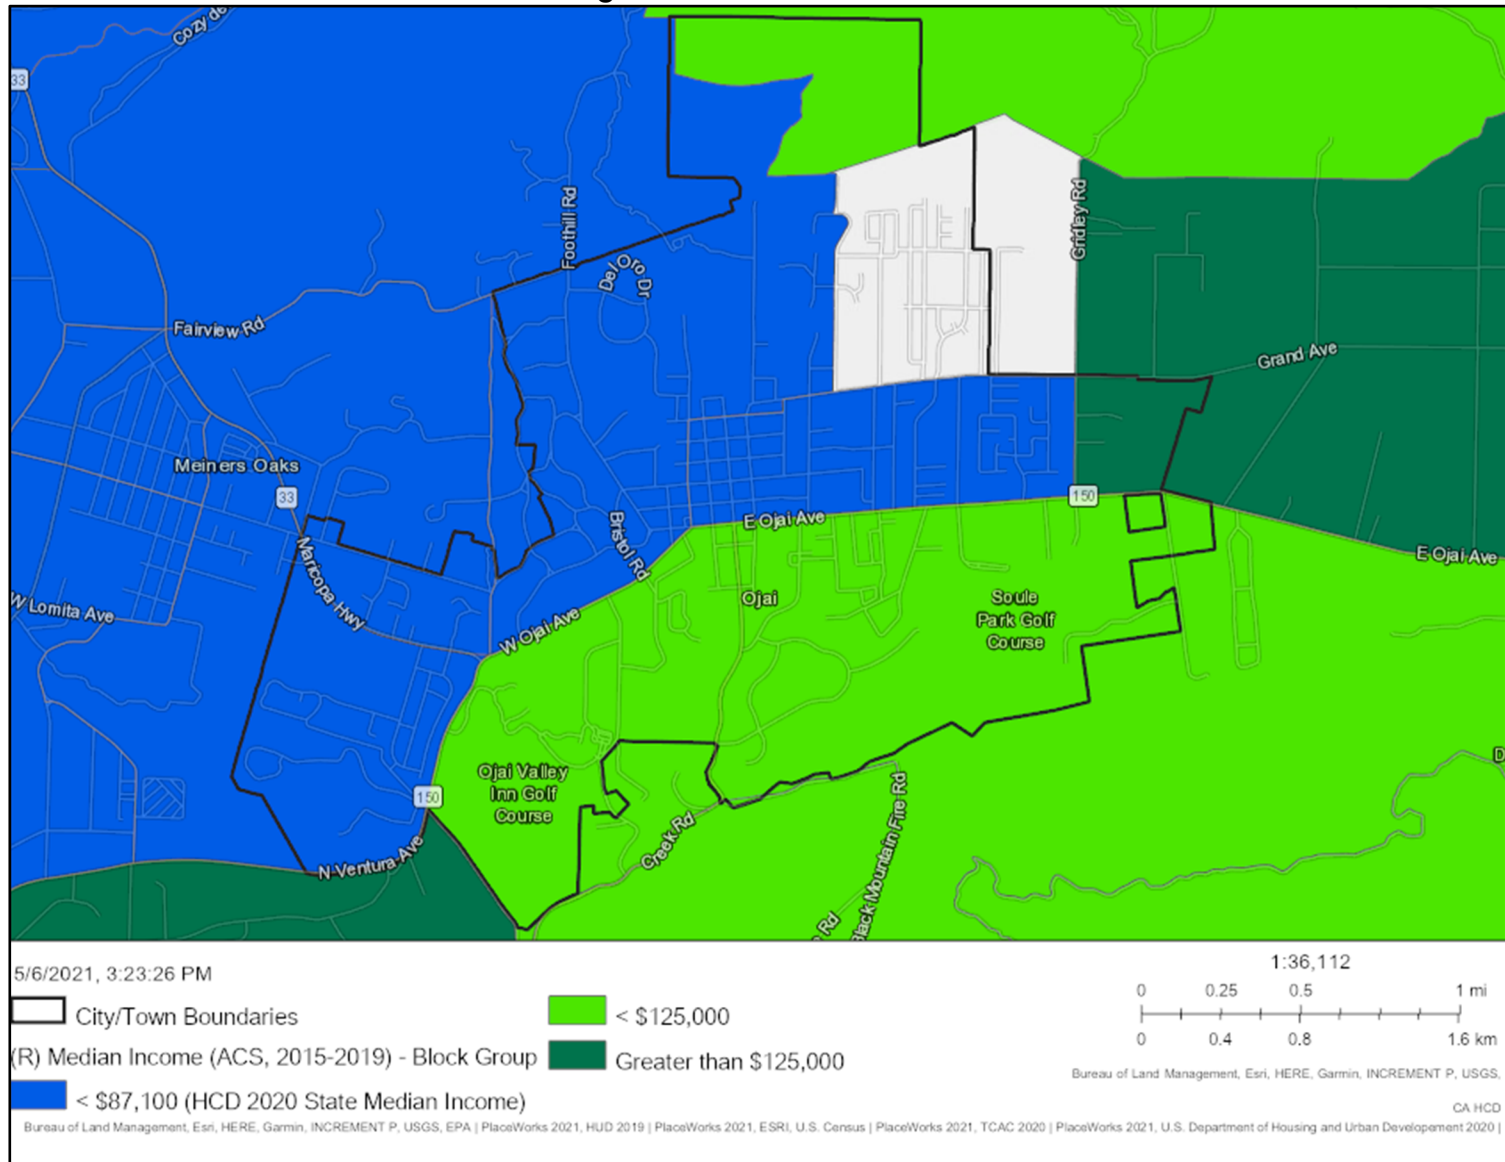 Cozy de
33
Foothill Rd
Gridley Rd
Del Oro Dr
Fairview Rd
Grand Ave
Meiners Oaks
33
150
Bristol Rd
E Ojai Ave
E Ojai Ave
Maricopa Hwy
W Lomita Ave
Ojai
Soule
Park Golf
Course
W Ojai Ave
D
Ojai Valley
Inn Golf
Course
150
Creek Rd
Black Mountain Fire Rd
N Ventura Ave
Rd
5/6/2021, 3:23:26 PM
1:36,112
0 0.25 0.5 1 mi
0 0.4 0.8 1.6 km
City/Town Boundaries
< $125,000
(R) Median Income (ACS, 2015-2019) - Block Group
Greater than $125,000
< $87,100 (HCD 2020 State Median Income)
Bureau of Land Management, Esri, HERE, Garmin, INCREMENT P, USGS,
CA HCD
Bureau of Land Management, Esri, HERE, Garmin, INCREMENT P, USGS, EPA | PlaceWorks 2021, HUD 2019 | PlaceWorks 2021, ESRI, U.S. Census | PlaceWorks 2021, TCAC 2020 | PlaceWorks 2021, U.S. Department of Housing and Urban Developement 2020 |